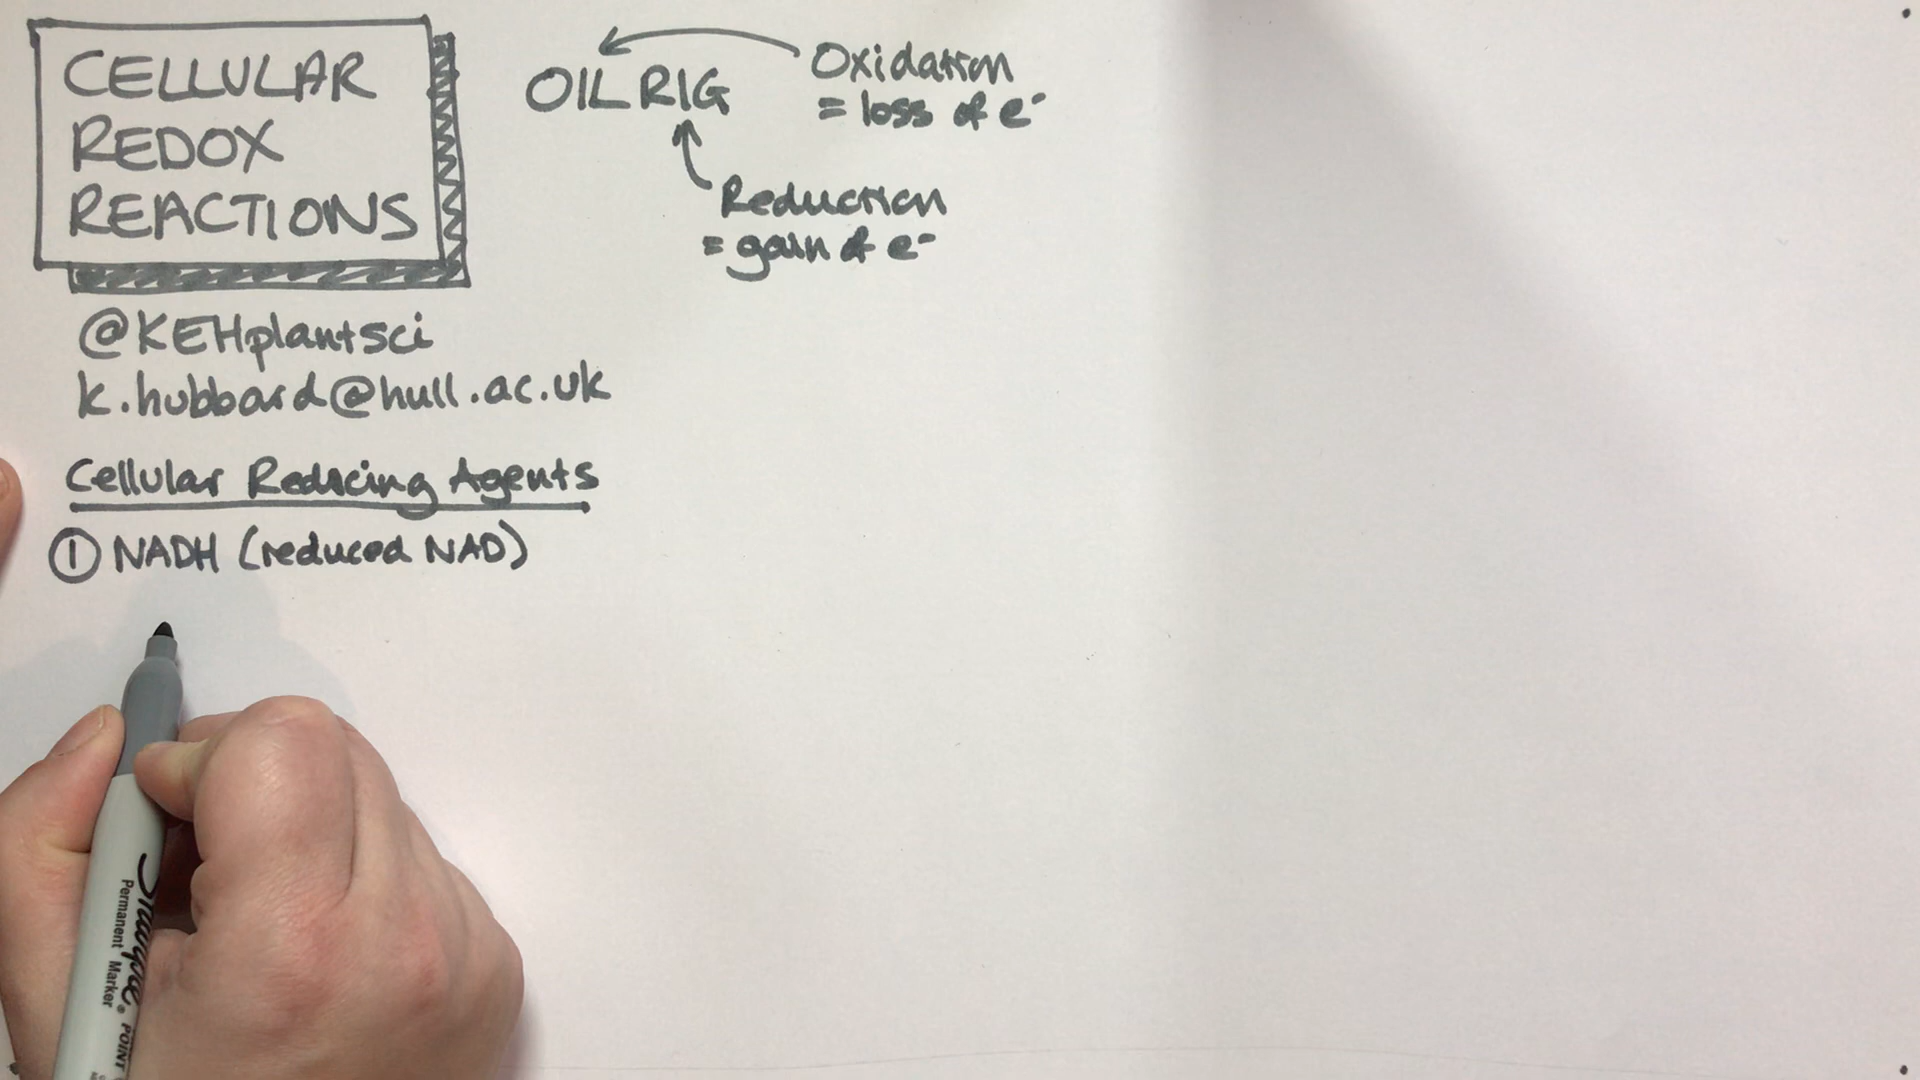 CELLULAR
REDOX
REACTIONS
OIL RIG
Oxidation
= loss of e-
Reduction
= gain of e-
@KEHplantsci
k.hubbard@hull.ac.uk
Cellular Reducing Agents
① NADH (reduced NAD)
Sharpie
Permanent Marker
POINT